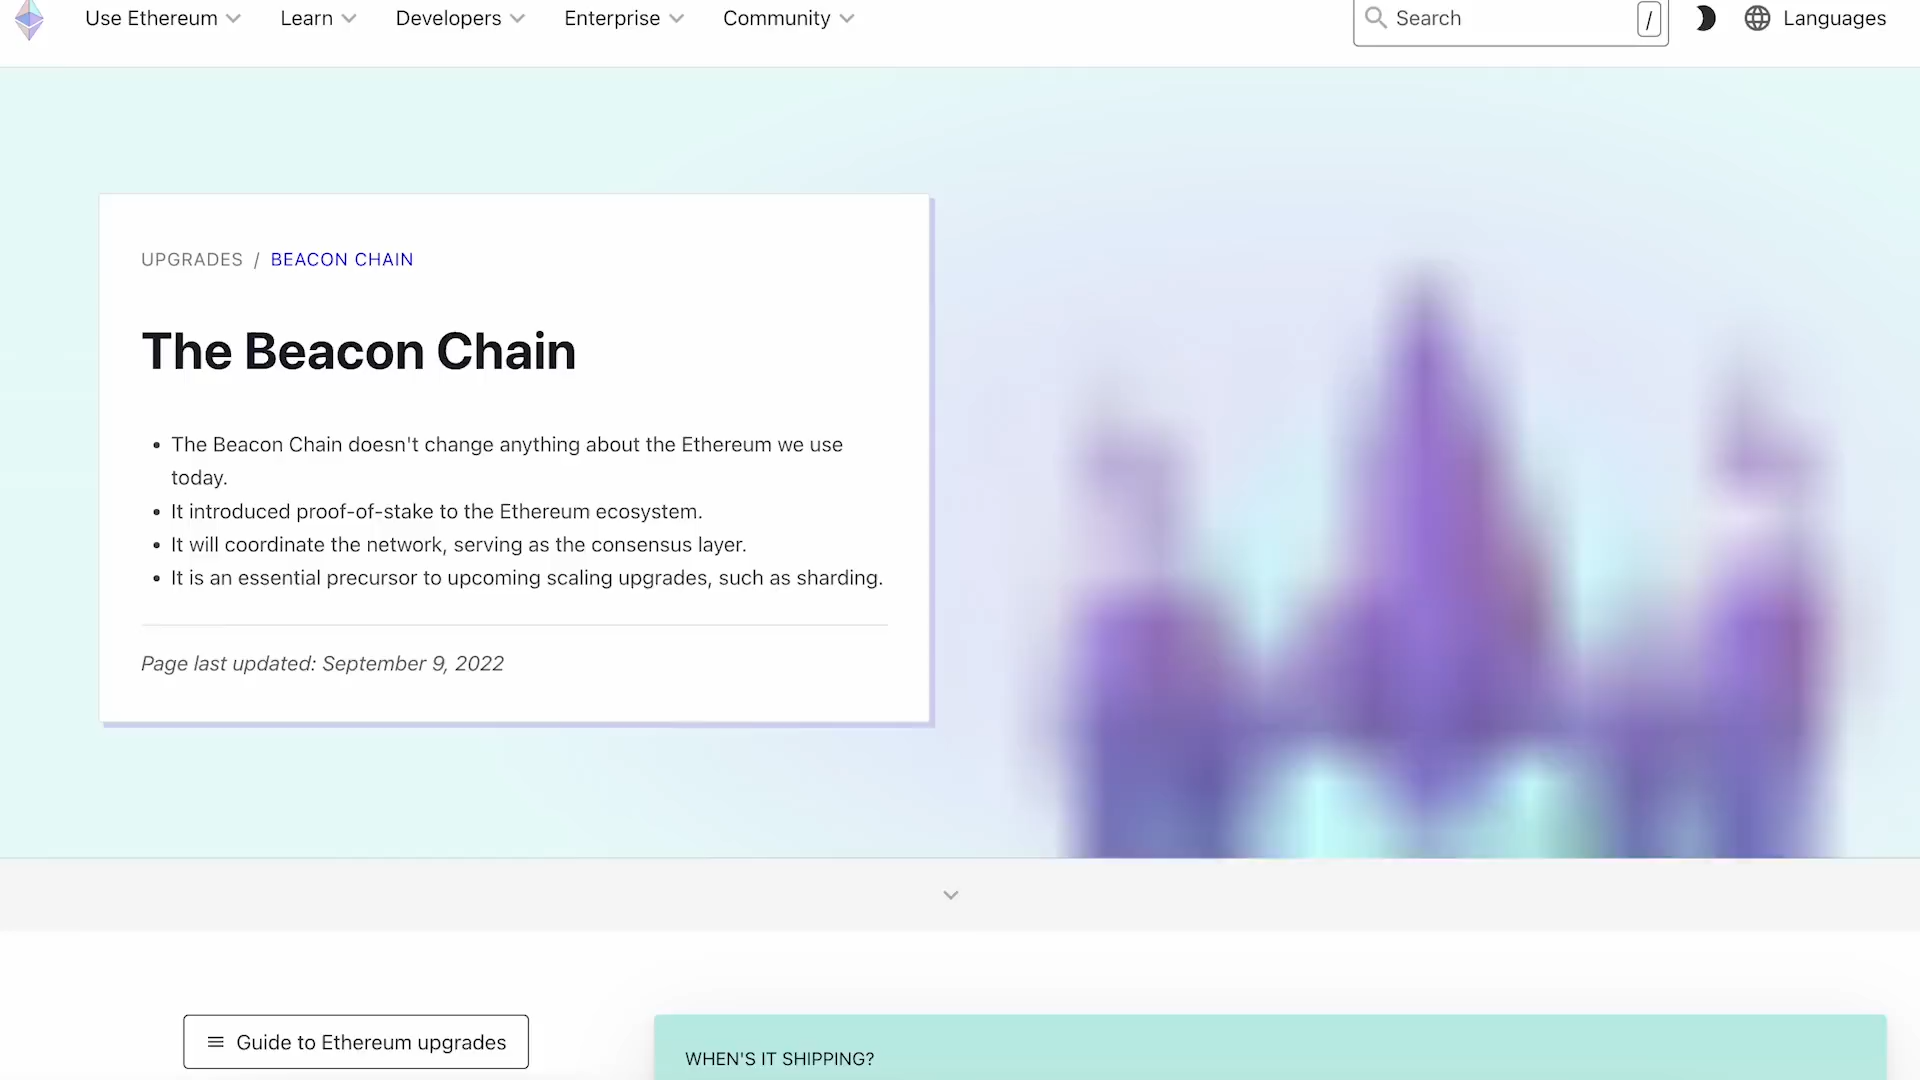 Use Ethereum Learn Developers Enterprise Community Search / Languages
UPGRADES / BEACON CHAIN
The Beacon Chain
• The Beacon Chain doesn't change anything about the Ethereum we use
today.
• It introduced proof-of-stake to the Ethereum ecosystem.
• It will coordinate the network, serving as the consensus layer.
• It is an essential precursor to upcoming scaling upgrades, such as sharding.
Page last updated: September 9, 2022
Guide to Ethereum upgrades
WHEN'S IT SHIPPING?